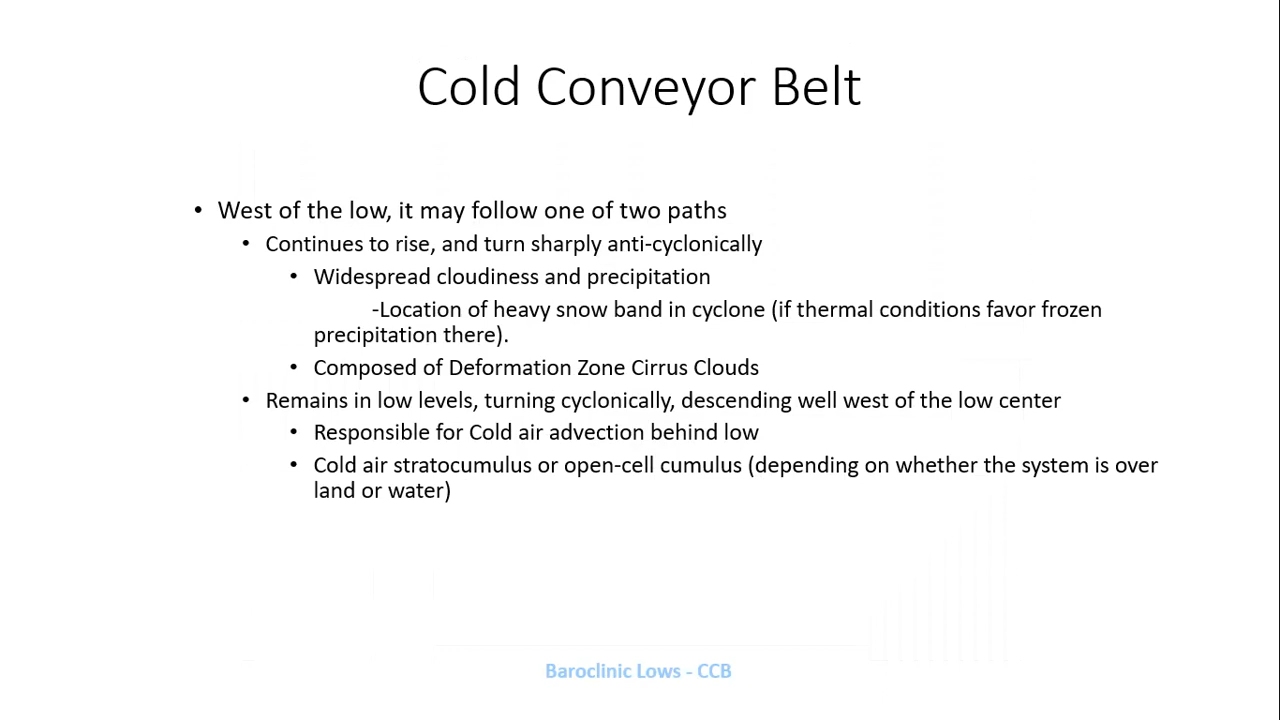 Cold Conveyor Belt
• West of the low, it may follow one of two paths
• Continues to rise, and turn sharply anti-cyclonically
• Widespread cloudiness and precipitation
-Location of heavy snow band in cyclone (if thermal conditions favor frozen
precipitation there).
• Composed of Deformation Zone Cirrus Clouds
• Remains in low levels, turning cyclonically, descending well west of the low center
• Responsible for Cold air advection behind low
• Cold air stratocumulus or open-cell cumulus (depending on whether the system is over
land or water)
Baroclinic Lows - CCB